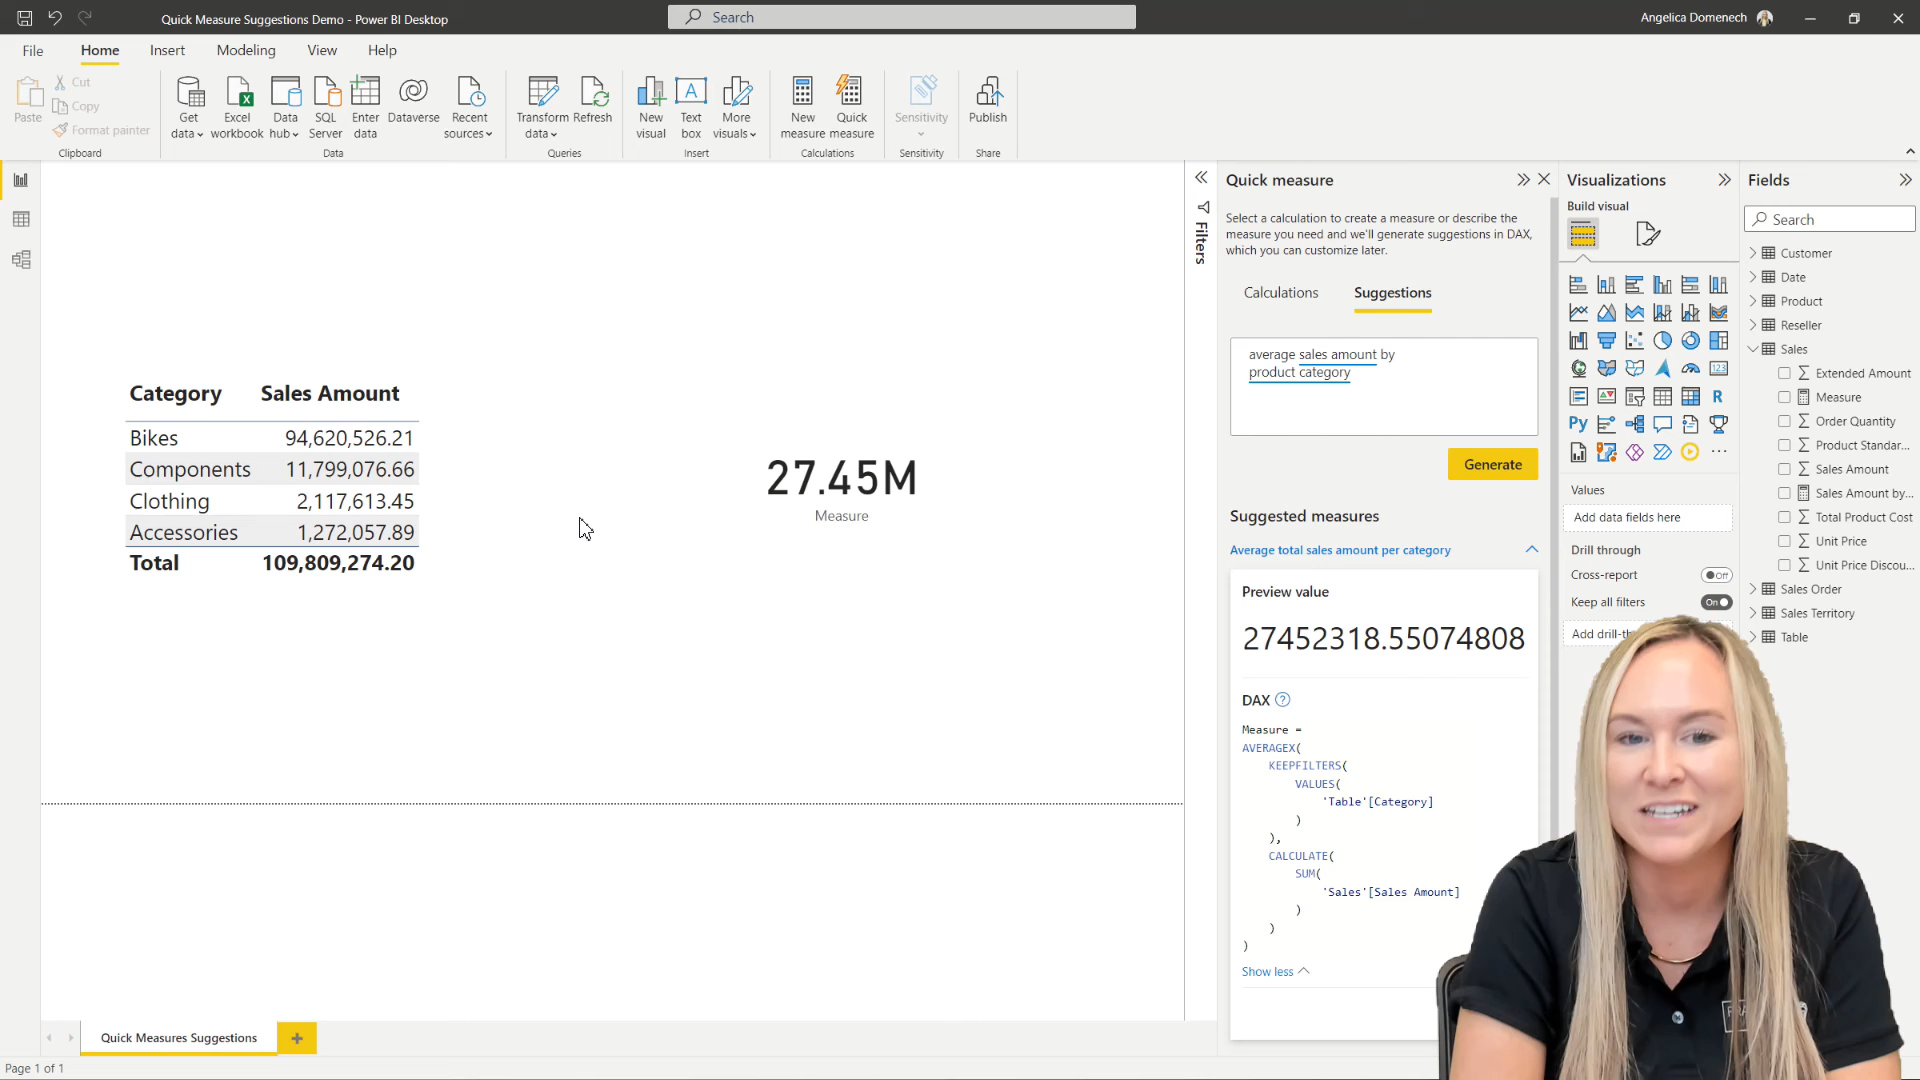 Quick Measure Suggestions Demo - Power BI Desktop
Search
Angelica Domenech
File
Home
Insert
Modeling
View
Help
Paste
Cut
Copy
Format painter
Clipboard
Get data
Excel workbook
Data hub
SQL Server
Enter data
Dataverse
Recent sources
Data
Transform data
Refresh
Queries
New visual
Text box
More visuals
Insert
New measure
Quick measure
Calculations
Sensitivity
Sensitivity
Publish
Share
Category Sales Amount
Bikes 94,620,526.21
Components 11,799,076.66
Clothing 2,117,613.45
Accessories 1,272,057.89
Total 109,809,274.20
27.45M
Measure
Filters
Quick measure
Select a calculation to create a measure or describe the
measure you need and we'll generate suggestions in DAX,
which you can customize later.
Calculations
Suggestions
average sales amount by
product category
Generate
Suggested measures
Average total sales amount per category
Preview value
27452318.55074808
DAX ?
Measure =
AVERAGEX(
KEEPFILTERS(
VALUES(
'Table'[Category]
)
),
CALCULATE(
SUM(
'Sales'[Sales Amount]
)
)
)
Show less
Visualizations
Build visual
123
R
Py
...
Values
Add data fields here
Drill through
Cross-report
Off
Keep all filters
On
Add drill-th
Fields
Search
Customer
Date
Product
Reseller
Sales
Extended Amount
Measure
Order Quantity
Product Standar...
Sales Amount
Sales Amount by...
Total Product Cost
Unit Price
Unit Price Discou...
Sales Order
Sales Territory
Table
Quick Measures Suggestions
Page 1 of 1